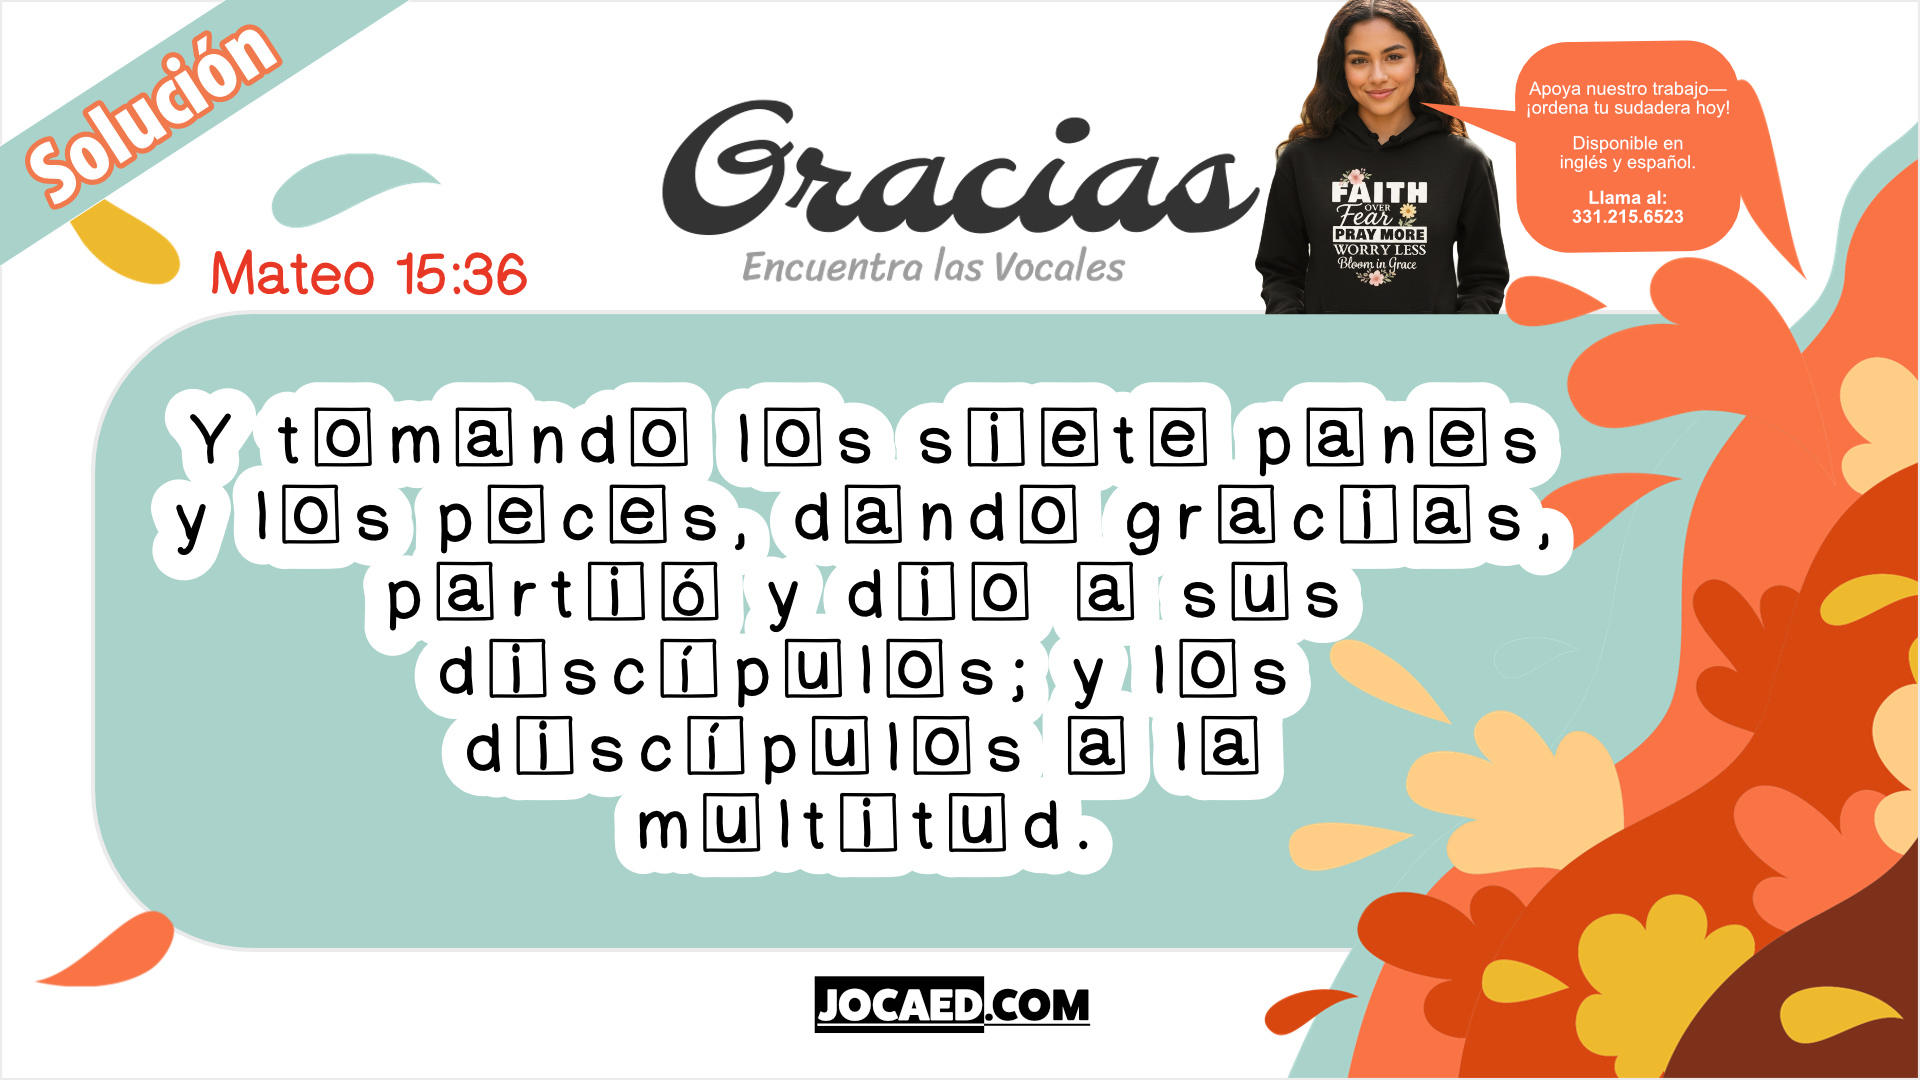 Solución
Gracias
Encuentra las Vocales
Mateo 15:36
Apoya nuestro trabajo—
¡ordena tu sudadera hoy!
Disponible en
inglés y español.
Llama al:
331.215.6523
FAITH
OVER
Fear
PRAY MORE
WORRY LESS
Bloom in Grace
Y tomando los siete panes
y los peces, dando gracias,
partió y dio a sus
discípulos; y los
discípulos a la
multitud.
JOCAED.COM